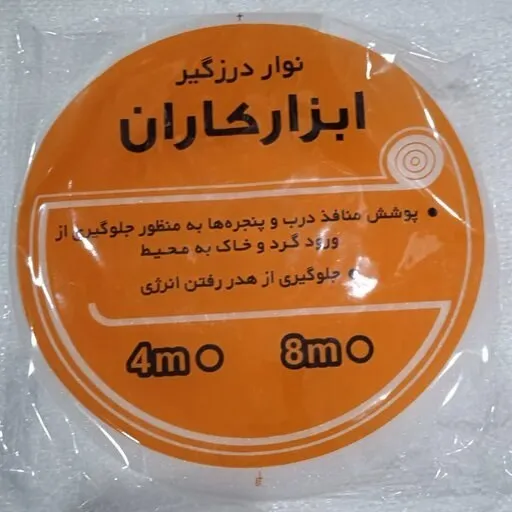 نوار درزگیر
ابزارکاران
● پوشش منافذ درب و پنجره‌ها به منظور جلوگیری از
ورود گرد و خاک به محیط
● جلوگیری از هدر رفتن انرژی
4m 8m